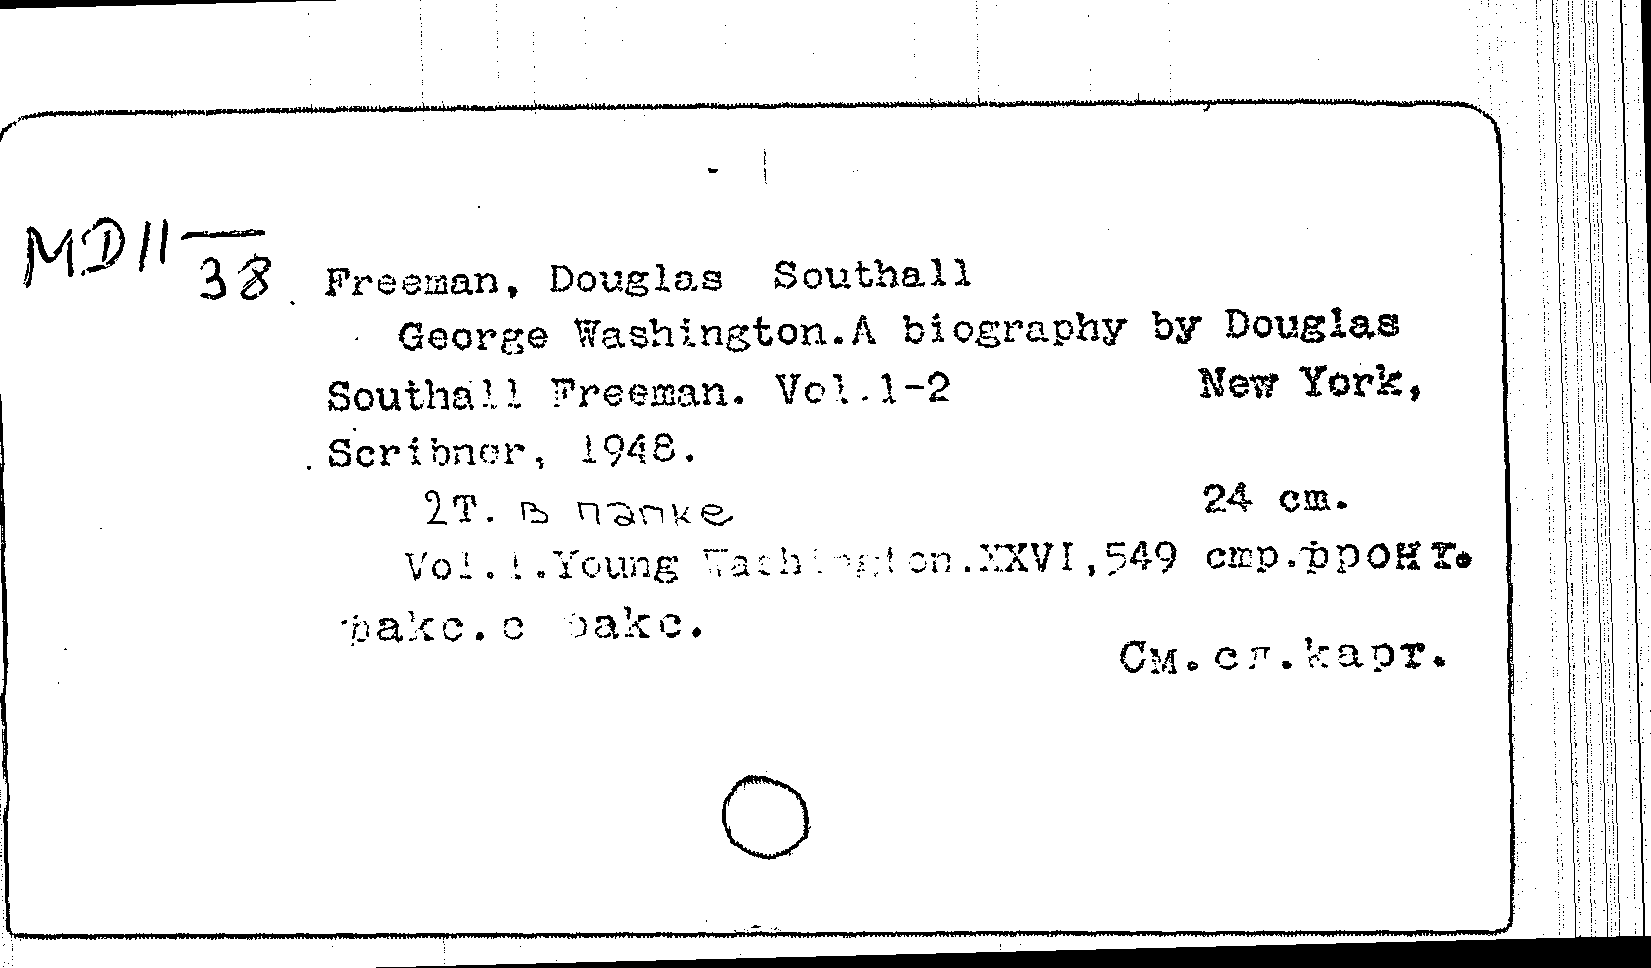 MD11—
38
Freeman, Douglas Southall
George Washington.A biography by Douglas
Southall Freeman. Vol.1-2 New York,
Scribner, 1948.
2T. в папке 24 cm.
Vol.1.Young Washington.XXVI,549 стр.фронт.
факс.с факс.
См.сл.карт.